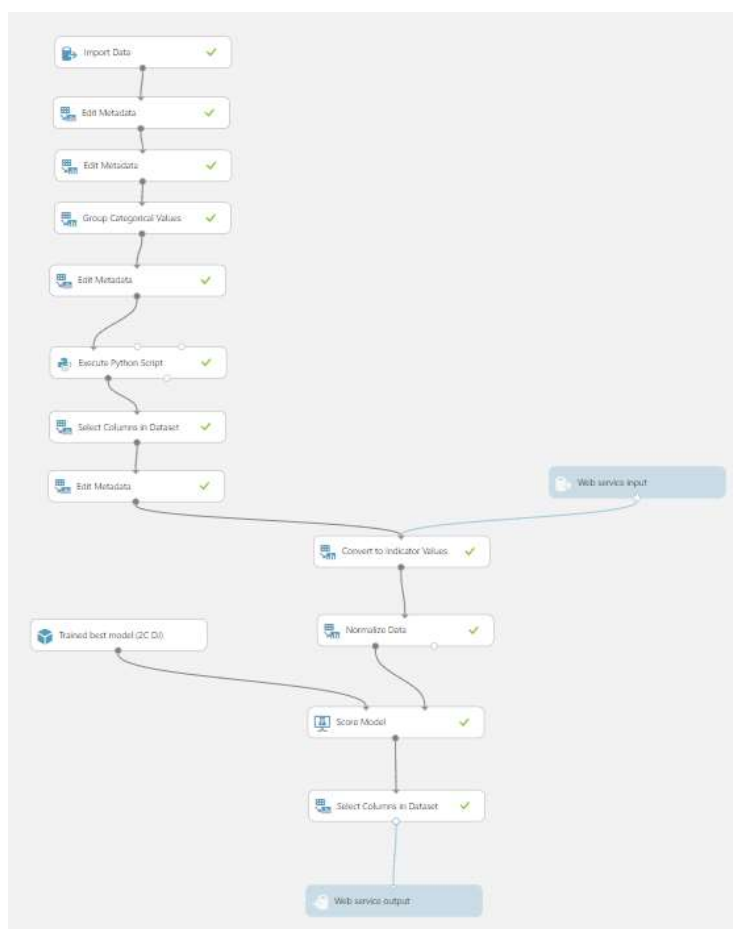 Import Data
Edit Metadata
Edit Metadata
Group Categorical Values
Edit Metadata
Execute Python Script
Select Columns in Dataset
Edit Metadata
Web service input
Convert to Indicator Values
Trained best model (2C DJ)
Normalize Data
Score Model
Select Columns in Dataset
Web service output